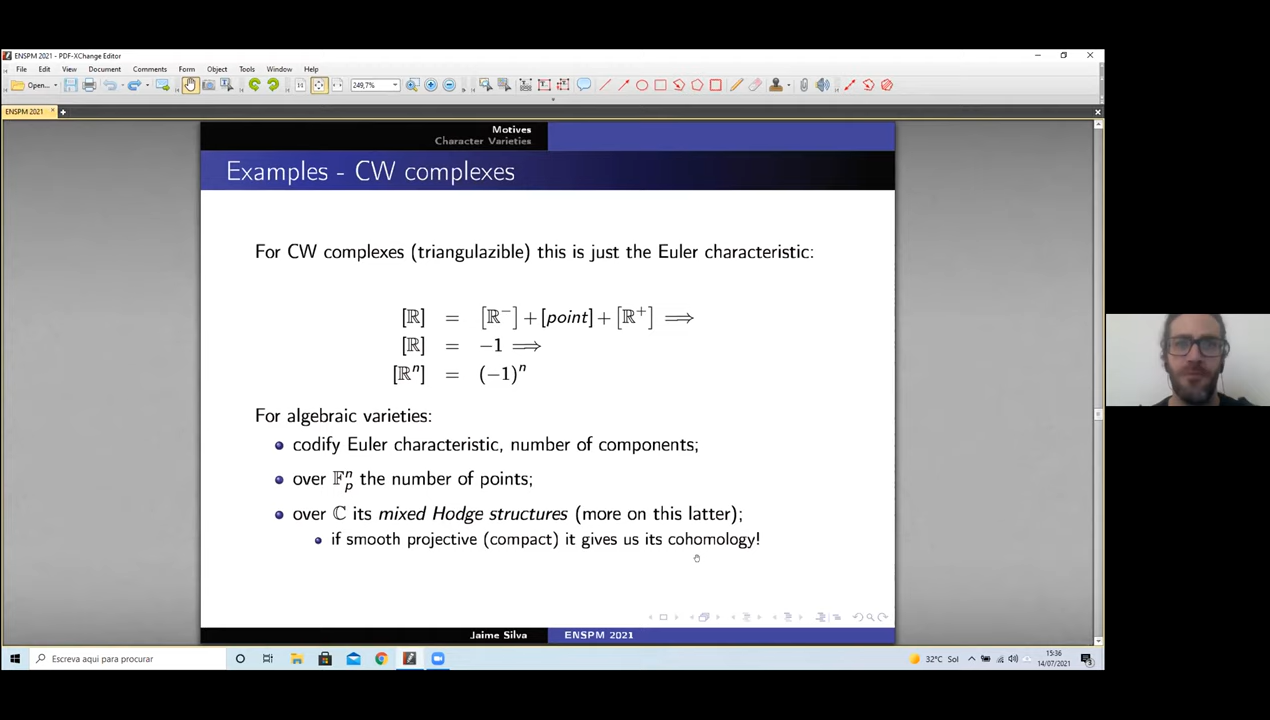 ENSPM 2021 - PDF-XChange Editor
File Edit View Document Comments Form Object Tools Window Help
Open... 249,7%
ENSPM 2021
Motives
Character Varieties
Examples - CW complexes
For CW complexes (triangulazible) this is just the Euler characteristic:
[ℝ] = [ℝ⁻] + [point] + [ℝ⁺] ⟹
[ℝ] = −1 ⟹
[ℝⁿ] = (−1)ⁿ
For algebraic varieties:
codify Euler characteristic, number of components;
over 𝔽ₚⁿ the number of points;
over ℂ its mixed Hodge structures (more on this latter);
if smooth projective (compact) it gives us its cohomology!
Jaime Silva ENSPM 2021
Escreva aqui para procurar
32°C Sol
15:36
14/07/2021